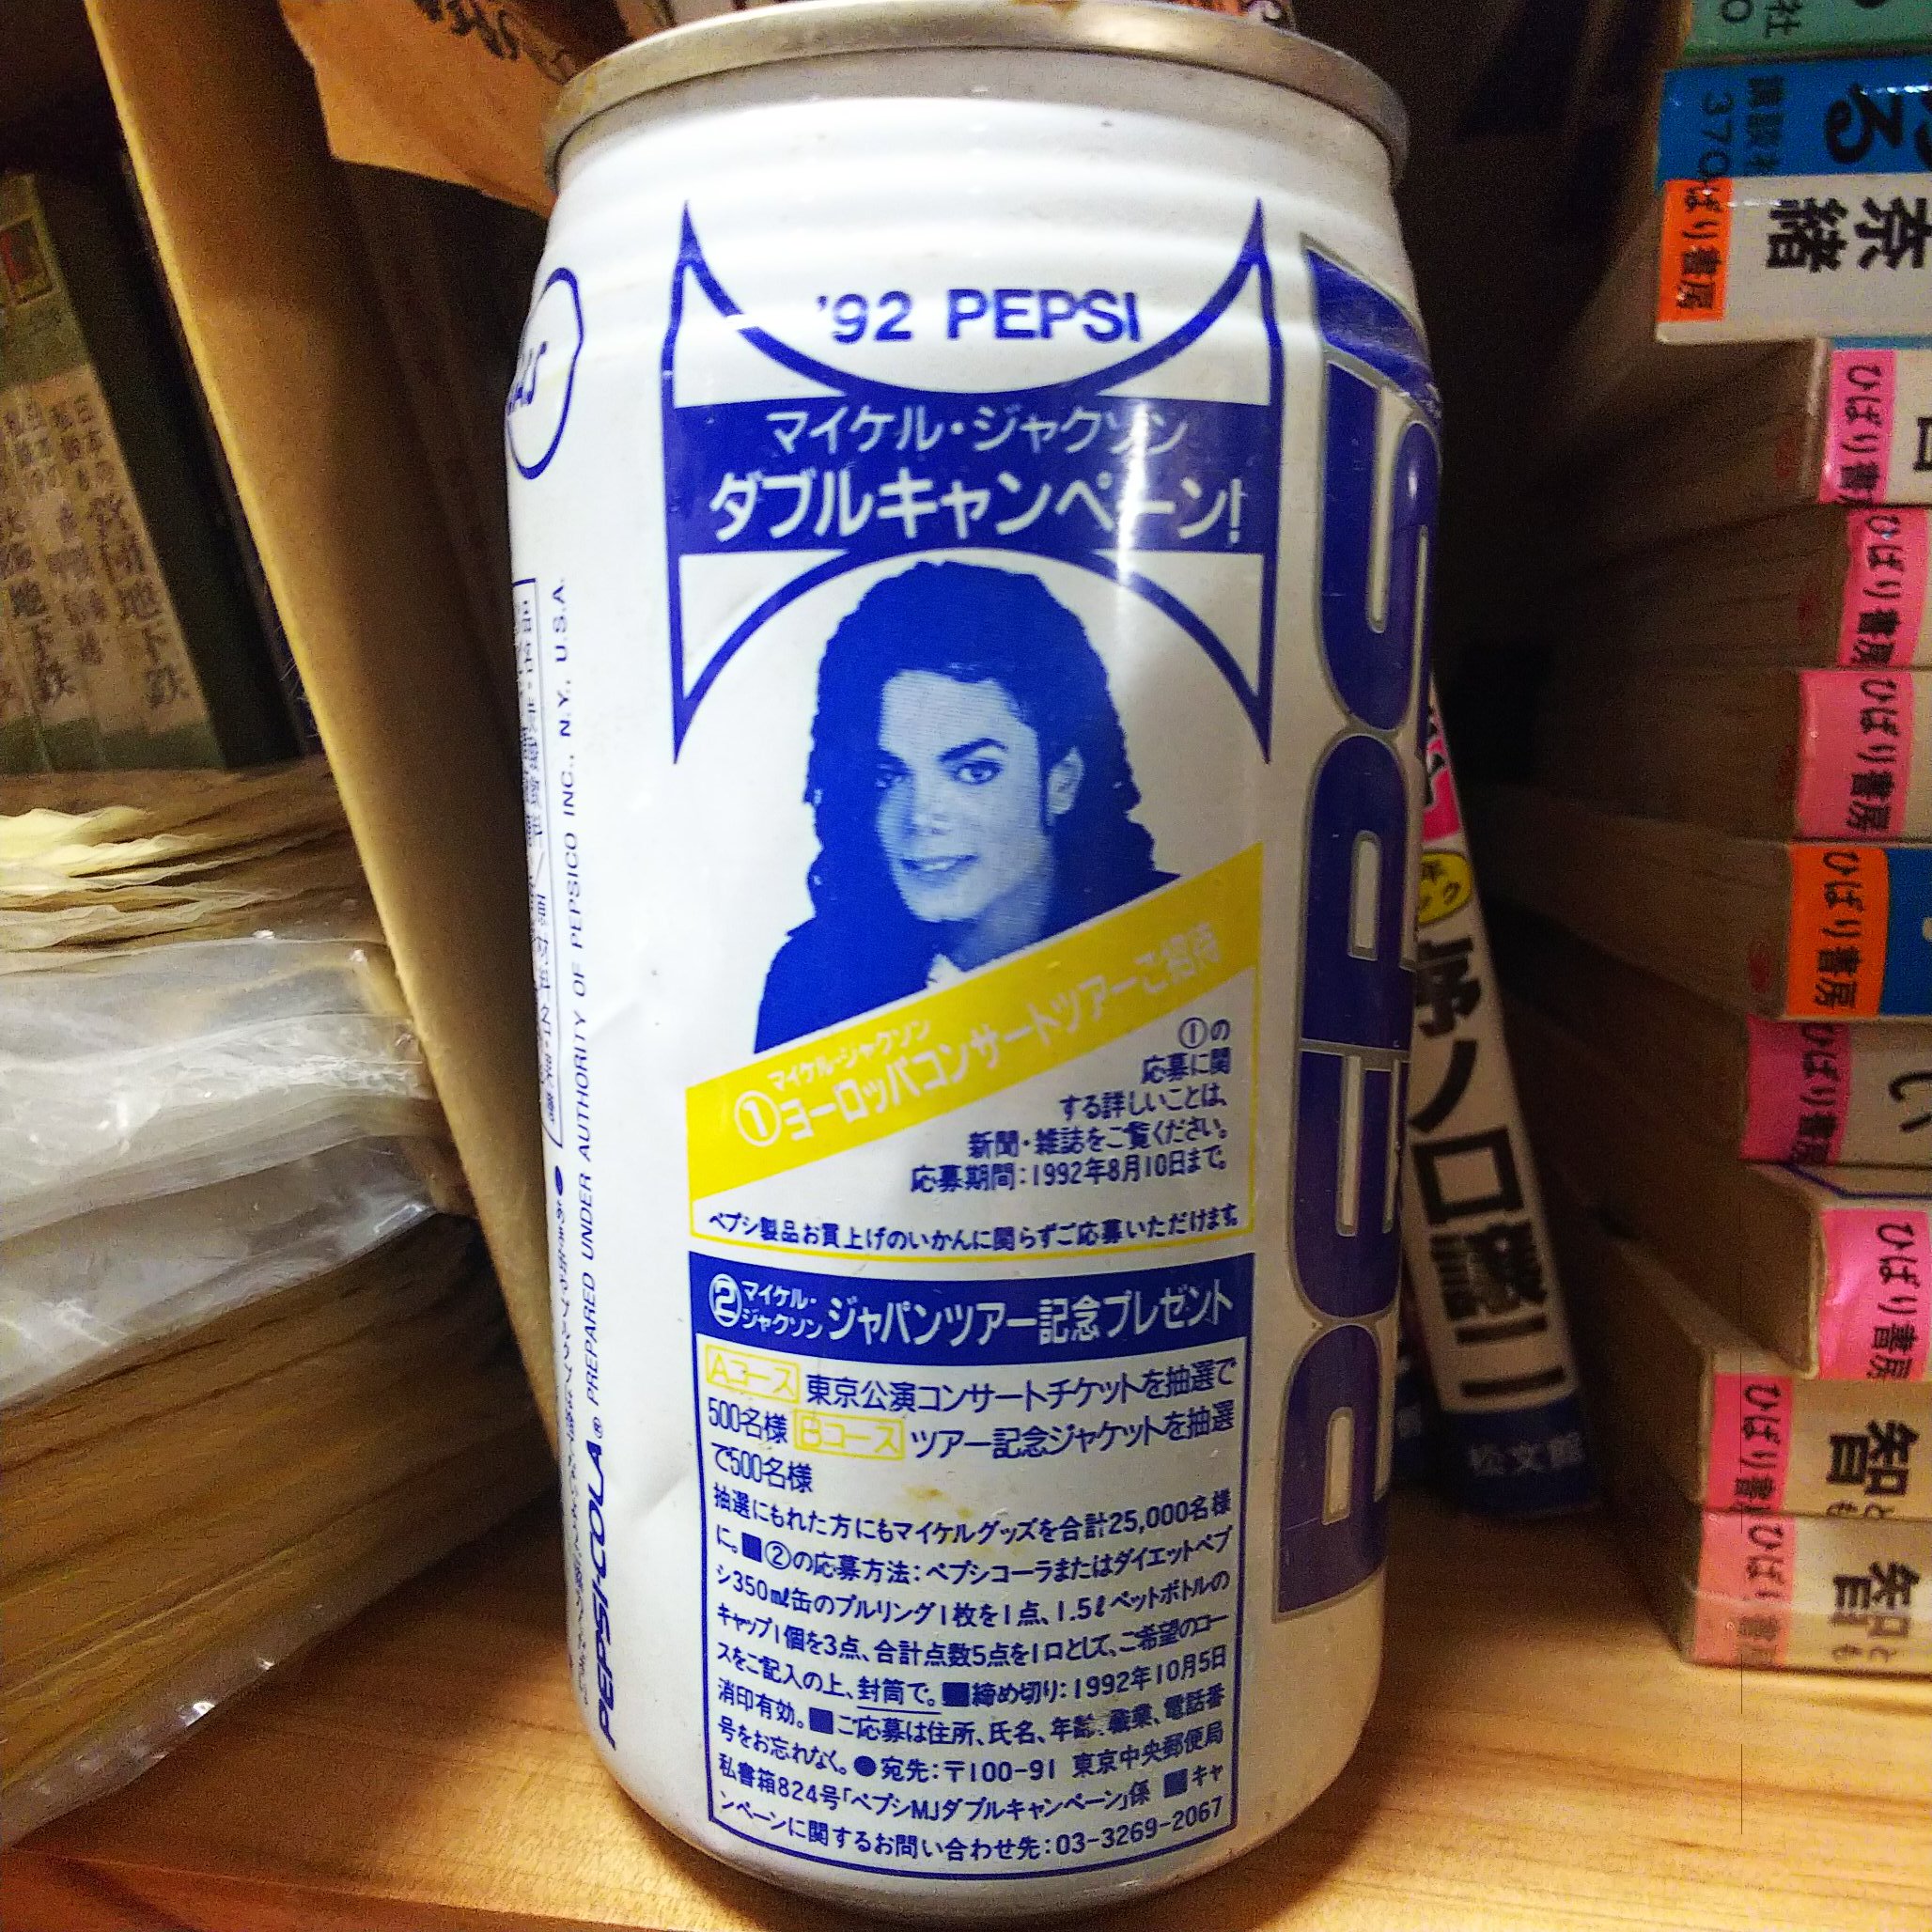 '92 PEPSI
マイケル・ジャクソン
ダブルキャンペーン!
マイケル・ジャクソン
①ヨーロッパコンサートツアーご招待
①の
応募に関
する詳しいことは、
新聞・雑誌をご覧ください。
応募期間:1992年8月10日まで。
ペプシ製品お買上げのいかんに関らずご応募いただけます。
②マイケル・ジャクソン ジャパンツアー記念プレゼント
Aコース 東京公演コンサートチケットを抽選で
500名様 Bコース ツアー記念ジャケットを抽選
で500名様
抽選にもれた方にもマイケルグッズを合計25,000名様
に。■②の応募方法:ペプシコーラまたはダイエットペプ
シ350ml缶のプルリング1枚を1点、1.5ℓペットボトルの
キャップ1個を3点、合計点数5点を1口として、ご希望のコー
スをご記入の上、封筒で。■締め切り:1992年10月5日
消印有効。■ご応募は住所、氏名、年齢、職業、電話番
号をお忘れなく。●宛先:〒100-91 東京中央郵便局
私書箱824号「ペプシMJダブルキャンペーン」係 ■キャ
ンペーンに関するお問い合わせ先:03-3269-2067
PEPSI-COLA® PREPARED UNDER AUTHORITY OF PEPSICO INC., N.Y., U.S.A.
松文館
奈緒
ひばり書房
ひばり書房
ひばり書房
ひばり書房
ひばり書房
ひばり書房
ひばり書房
ひばり書房